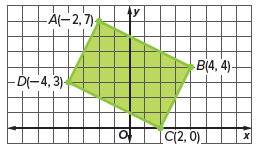 A(−2, 7)
y
B(4, 4)
D(−4, 3)
O
C(2, 0)
x